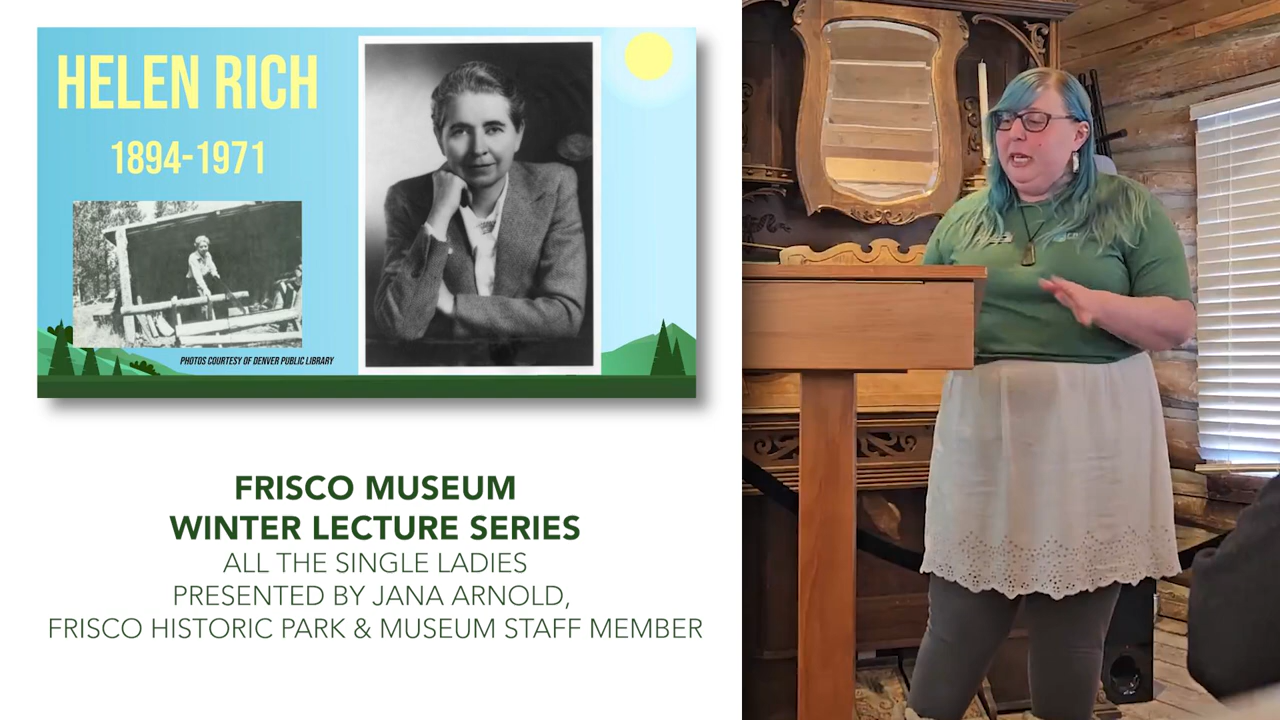 HELEN RICH
1894-1971
PHOTOS COURTESY OF DENVER PUBLIC LIBRARY
FRISCO MUSEUM
WINTER LECTURE SERIES
ALL THE SINGLE LADIES
PRESENTED BY JANA ARNOLD,
FRISCO HISTORIC PARK & MUSEUM STAFF MEMBER